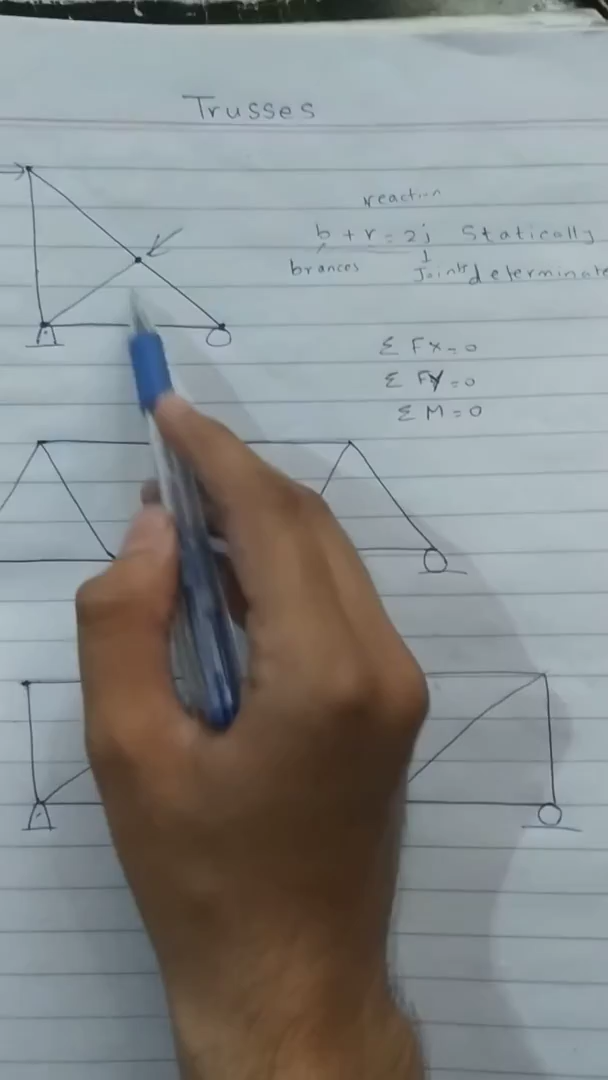 Trusses
reaction
b + r = 2j Statically
brances Joints determinate
Σ Fx = 0
Σ Fy = 0
Σ M = 0